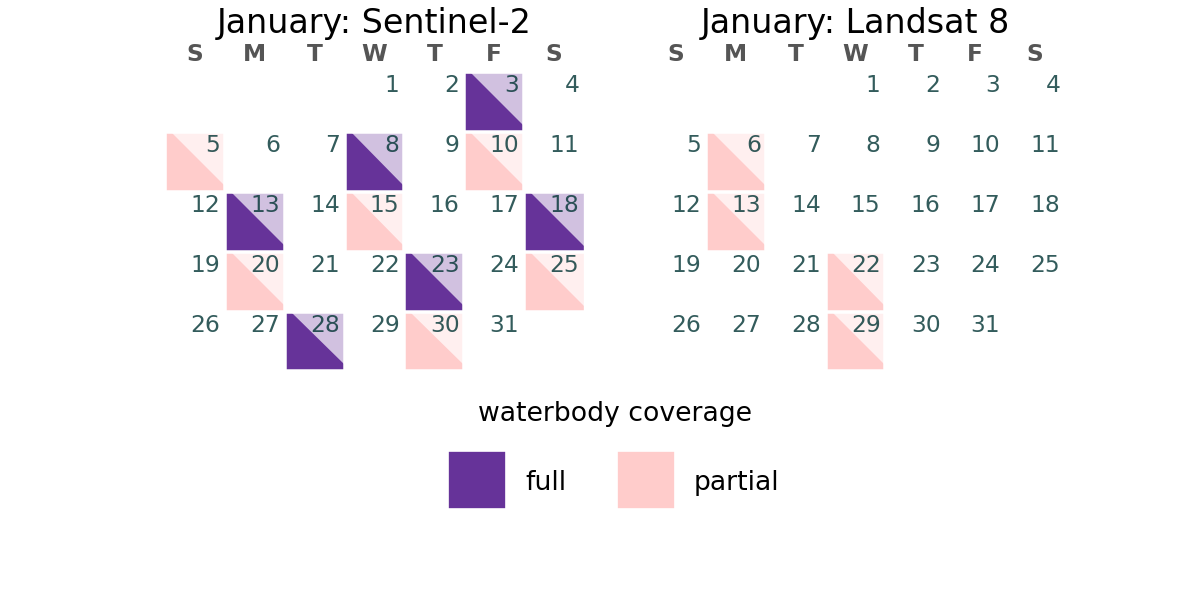 January: Sentinel-2
S M T W T F S
1 2 3 4
5 6 7 8 9 10 11
12 13 14 15 16 17 18
19 20 21 22 23 24 25
26 27 28 29 30 31
January: Landsat 8
S M T W T F S
1 2 3 4
5 6 7 8 9 10 11
12 13 14 15 16 17 18
19 20 21 22 23 24 25
26 27 28 29 30 31
waterbody coverage
full partial